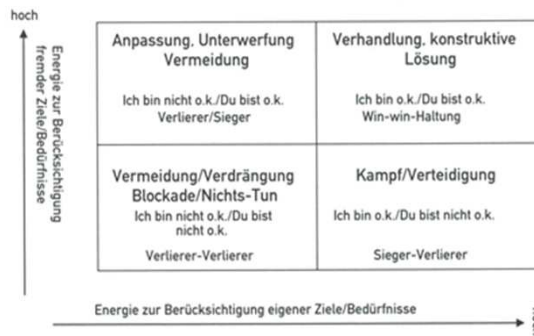 hoch
Energie zur Berücksichtigung
fremder Ziele/Bedürfnisse
Anpassung, Unterwerfung
Vermeidung
Ich bin nicht o.k./Du bist o.k.
Verlierer/Sieger
Verhandlung, konstruktive
Lösung
Ich bin o.k./Du bist o.k.
Win-win-Haltung
Vermeidung/Verdrängung
Blockade/Nichts-Tun
Ich bin nicht o.k./Du bist
nicht o.k.
Verlierer-Verlierer
Kampf/Verteidigung
Ich bin o.k./Du bist nicht o.k.
Sieger-Verlierer
Energie zur Berücksichtigung eigener Ziele/Bedürfnisse